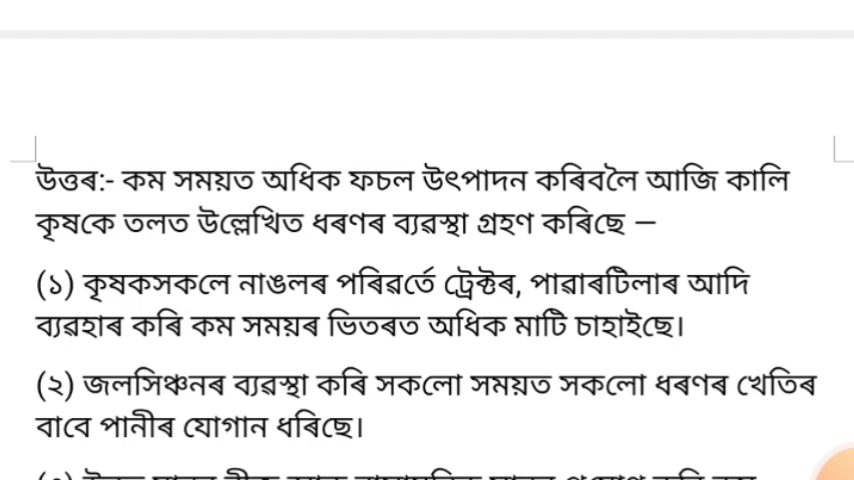 উত্তৰ:- কম সময়ত অধিক ফচল উৎপাদন কৰিবলৈ আজি কালি
কৃষকে তলত উল্লেখিত ধৰণৰ ব্যৱস্থা গ্ৰহণ কৰিছে —
(১) কৃষকসকলে নাঙলৰ পৰিৱৰ্তে ট্ৰেক্টৰ, পাৱাৰটিলাৰ আদি
ব্যৱহাৰ কৰি কম সময়ৰ ভিতৰত অধিক মাটি চাহাইছে।
(২) জলসিঞ্চনৰ ব্যৱস্থা কৰি সকলো সময়ত সকলো ধৰণৰ খেতিৰ
বাবে পানীৰ যোগান ধৰিছে।